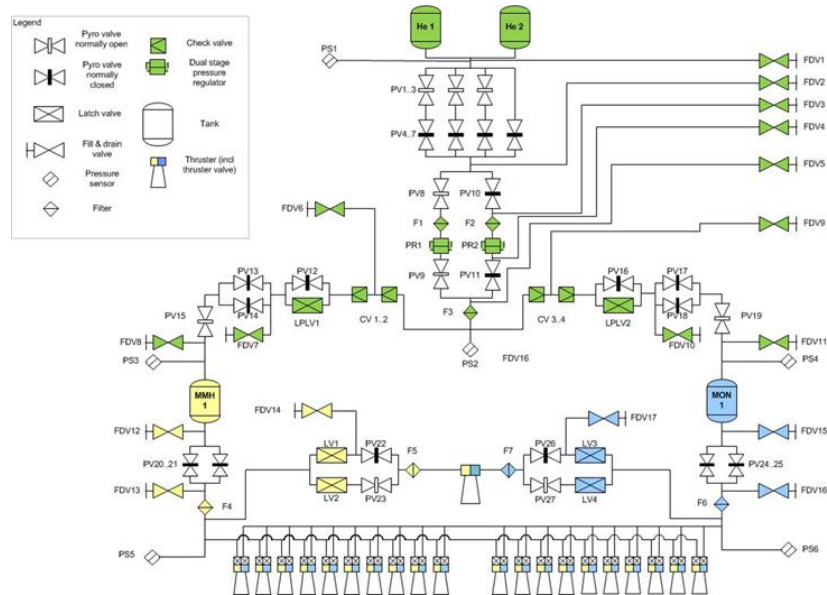 Legend
Pyro valve
normally open
Check valve
Dual stage
pressure
regulator
Pyro valve
normally
closed
Latch valve
Tank
Fill & drain
valve
Thruster (incl
thruster valve)
Pressure
sensor
Filter
He 1
He 2
PS1
FDV1
FDV2
FDV3
FDV4
FDV5
FDV9
PV1..3
PV4..7
PV8
PV10
F1
F2
PR1
PR2
PV9
PV11
F3
PS2
FDV16
FDV6
PV13
PV12
PV14
PV15
LPLV1
FDV7
CV 1..2
CV 3..4
PV16
PV17
PV18
LPLV2
FDV10
PV19
FDV8
PS3
FDV11
PS4
MMH
1
MON
1
FDV12
FDV14
FDV17
FDV15
LV1
PV22
F5
F7
PV26
LV3
PV20..21
PV24..25
LV2
PV23
PV27
LV4
FDV13
F4
F6
FDV16
PS5
PS6